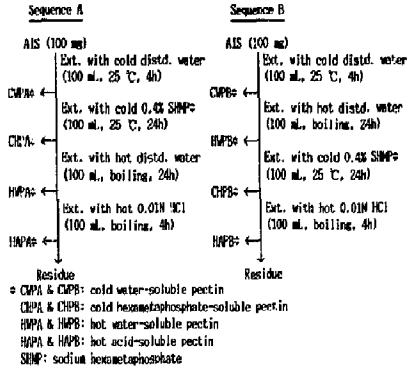 Sequence A
AIS (100 mg)
Ext. with cold distd. water
(100 mL, 25 ℃, 4h)
CWPA‡
Ext. with cold 0.4% SHMP‡
(100 mL, 25 ℃, 24h)
CHPA‡
Ext. with hot distd. water
(100 mL, boiling, 24h)
HWPA‡
Ext. with hot 0.01N HCl
(100 mL, boiling, 4h)
HAPA‡
Residue
Sequence B
AIS (100 mg)
Ext. with cold distd. water
(100 mL, 25 ℃, 4h)
CWPB‡
Ext. with hot distd. water
(100 mL, boiling, 24h)
HWPB‡
Ext. with cold 0.4% SHMP‡
(100 mL, 25 ℃, 24h)
CHPB‡
Ext. with hot 0.01N HCl
(100 mL, boiling, 4h)
HAPB‡
Residue
‡ CWPA & CWPB: cold water-soluble pectin
CHPA & CHPB: cold hexametaphosphate-soluble pectin
HWPA & HWPB: hot water-soluble pectin
HAPA & HAPB: hot acid-soluble pectin
SHMP: sodium hexametaphosphate